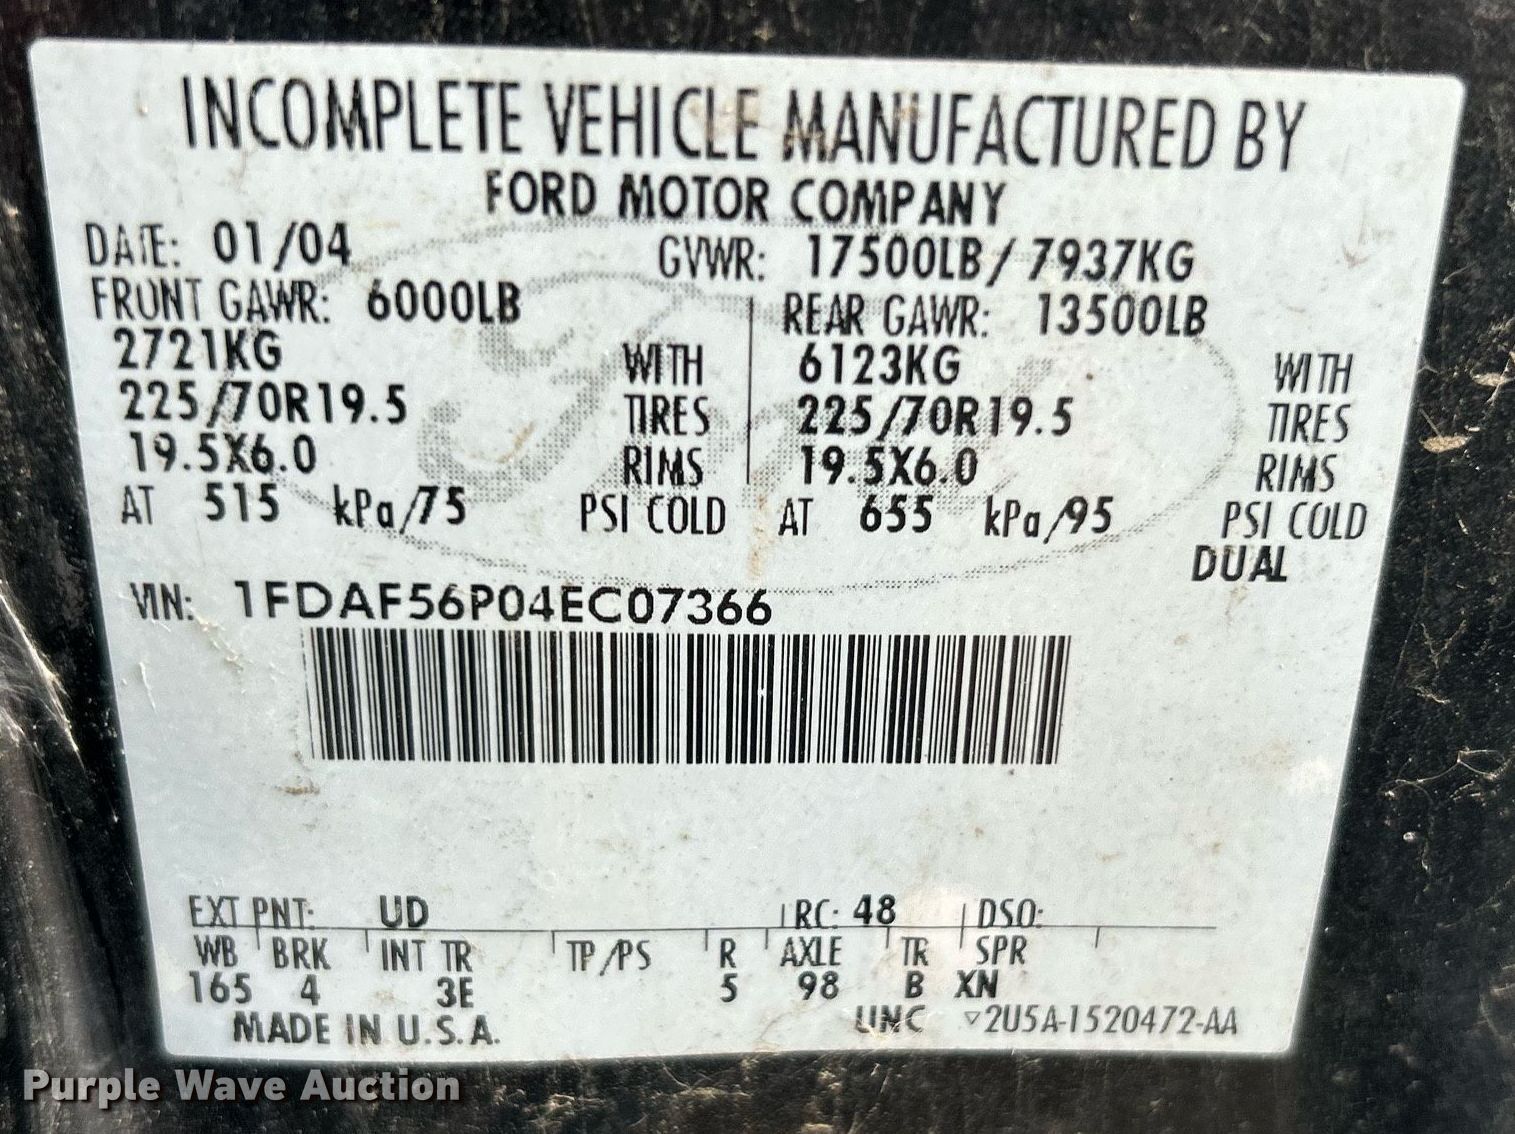 INCOMPLETE VEHICLE MANUFACTURED BY
FORD MOTOR COMPANY
DATE: 01/04 GVWR: 17500LB/7937KG
FRONT GAWR: 6000LB REAR GAWR: 13500LB
2721KG WITH 6123KG WITH
225/70R19.5 TIRES 225/70R19.5 TIRES
19.5X6.0 RIMS 19.5X6.0 RIMS
AT 515 kPa/75 PSI COLD AT 655 kPa/95 PSI COLD
DUAL
VIN: 1FDAF56P04EC07366
EXT PNT: UD RC: 48 DSO:
WB BRK INT TR TP/PS R AXLE TR SPR
165 4 3E 5 98 B XN
MADE IN U.S.A. UNC ▽2U5A-1520472-AA
Purple Wave Auction